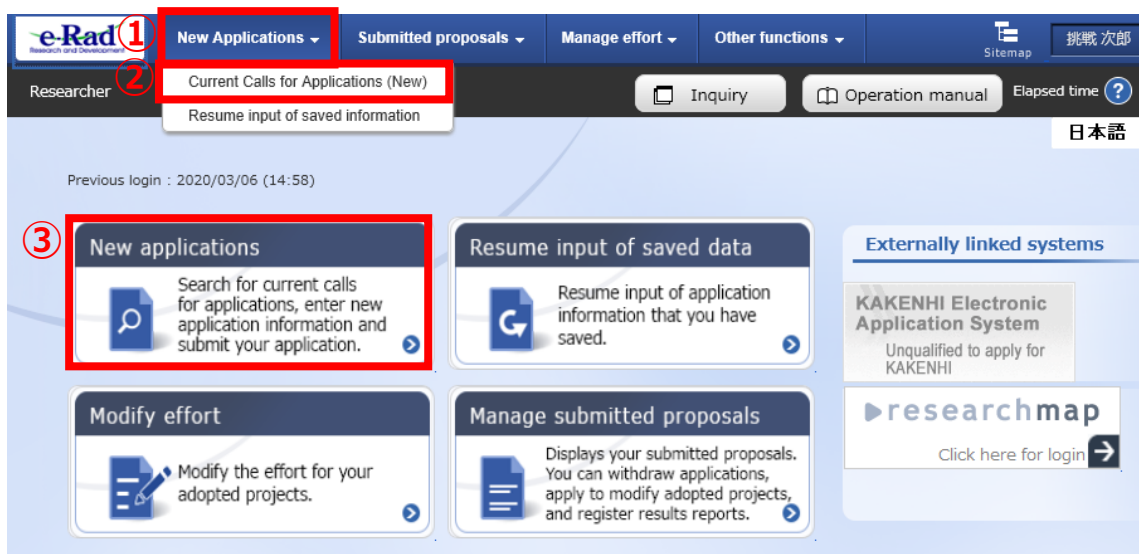 e-Rad
Research and Development
①
New Applications
Submitted proposals
Manage effort
Other functions
Sitemap
挑戦 次郎
②
Researcher
Current Calls for Applications (New)
Resume input of saved information
Inquiry
Operation manual
Elapsed time ?
日本語
Previous login : 2020/03/06 (14:58)
③
New applications
Search for current calls
for applications, enter new
application information and
submit your application.
Resume input of saved data
Resume input of application
information that you have
saved.
Externally linked systems
KAKENHI Electronic
Application System
Unqualified to apply for
KAKENHI
researchmap
Click here for login
Modify effort
Modify the effort for your
adopted projects.
Manage submitted proposals
Displays your submitted proposals.
You can withdraw applications,
apply to modify adopted projects,
and register results reports.